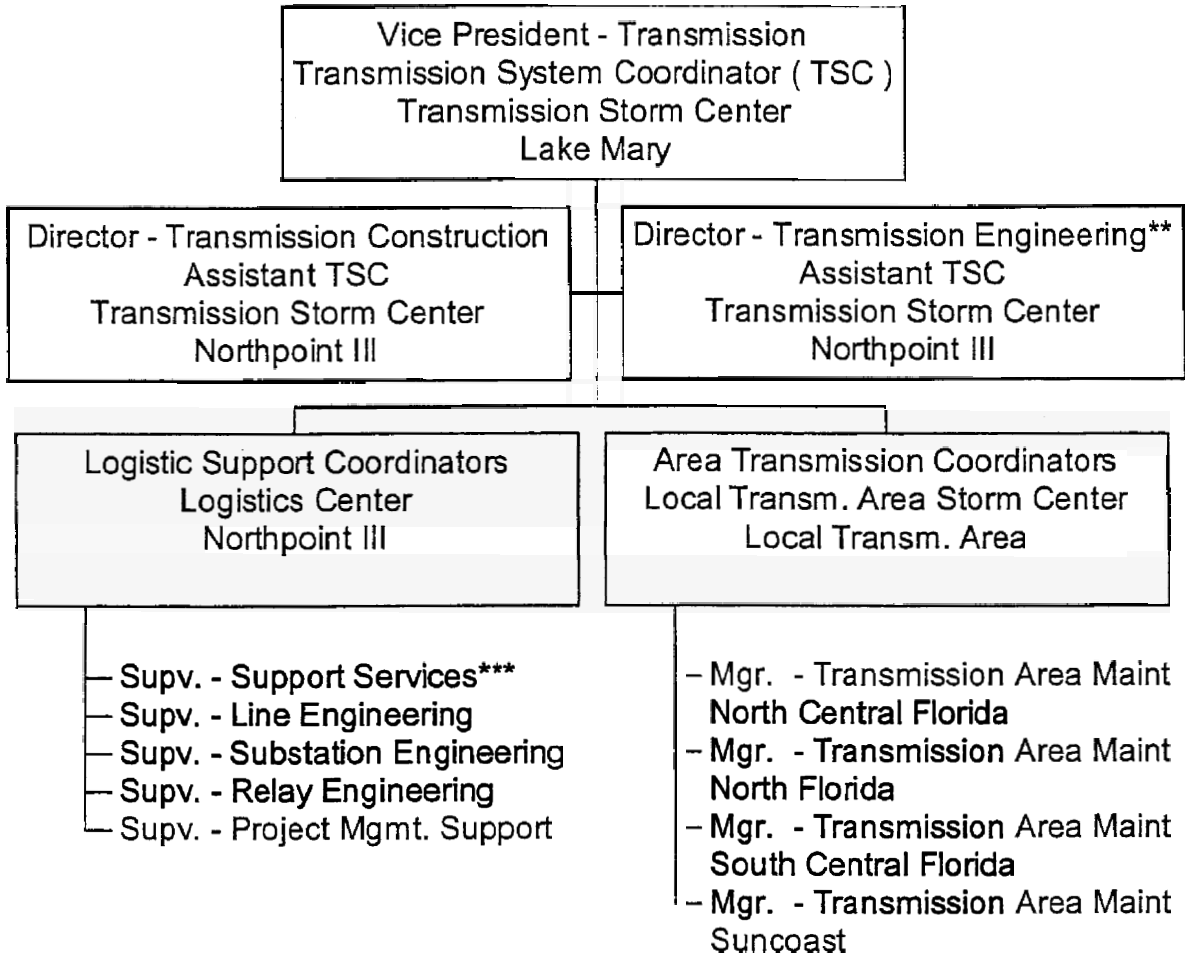 Vice President - Transmission
Transmission System Coordinator ( TSC )
Transmission Storm Center
Lake Mary
Director - Transmission Construction
Assistant TSC
Transmission Storm Center
Northpoint III
Director - Transmission Engineering**
Assistant TSC
Transmission Storm Center
Northpoint III
Logistic Support Coordinators
Logistics Center
Northpoint III
Area Transmission Coordinators
Local Transm. Area Storm Center
Local Transm. Area
Supv. - Support Services***
Supv. - Line Engineering
Supv. - Substation Engineering
Supv. - Relay Engineering
Supv. - Project Mgmt. Support
Mgr. - Transmission Area Maint
North Central Florida
Mgr. - Transmission Area Maint
North Florida
Mgr. - Transmission Area Maint
South Central Florida
Mgr. - Transmission Area Maint
Suncoast